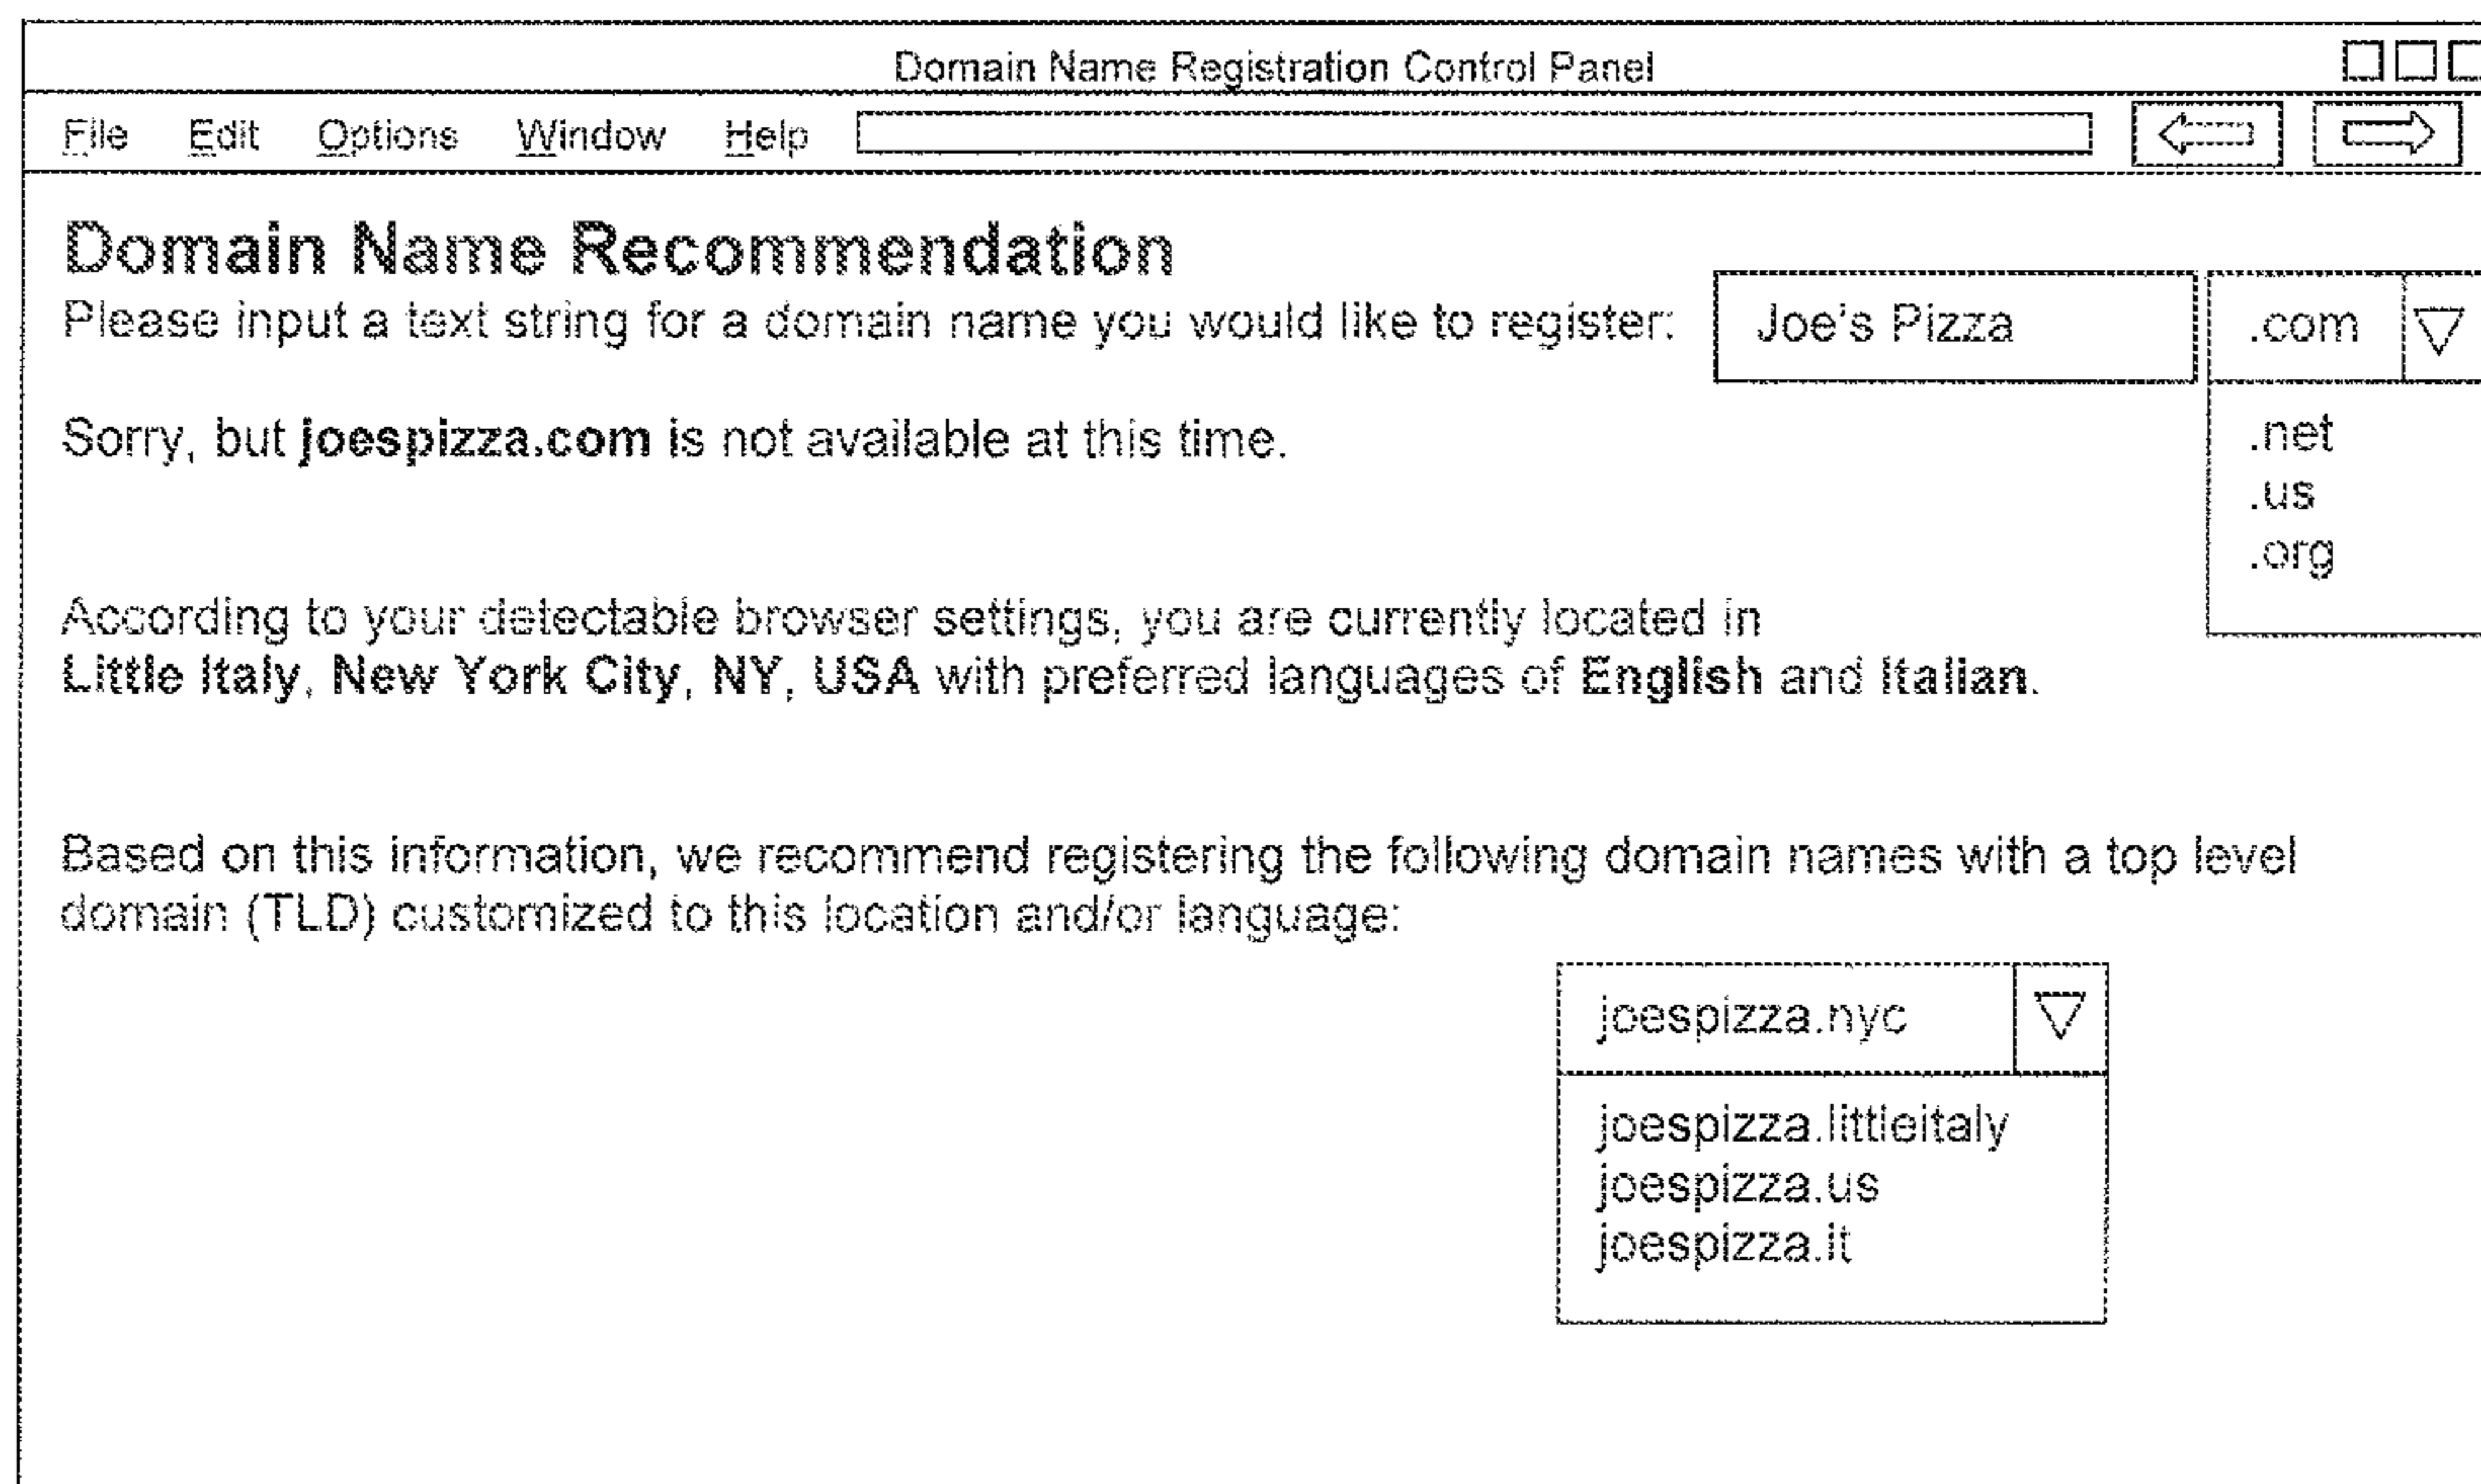 Domain Name Registration Control Panel
File Edit Options Window Help
Domain Name Recommendation
Please input a text string for a domain name you would like to register: Joe's Pizza .com
.net
.us
.org
Sorry, but joespizza.com is not available at this time.
According to your detectable browser settings, you are currently located in
Little Italy, New York City, NY, USA with preferred languages of English and Italian.
Based on this information, we recommend registering the following domain names with a top level
domain (TLD) customized to this location and/or language:
joespizza.nyc
joespizza.littleitaly
joespizza.us
joespizza.it